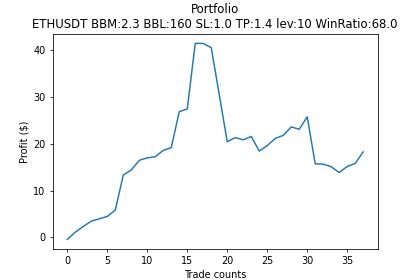 Portfolio
ETHUSDT BBM:2.3 BBL:160 SL:1.0 TP:1.4 lev:10 WinRatio:68.0
40
30
20
10
0
Profit ($)
0 5 10 15 20 25 30 35
Trade counts